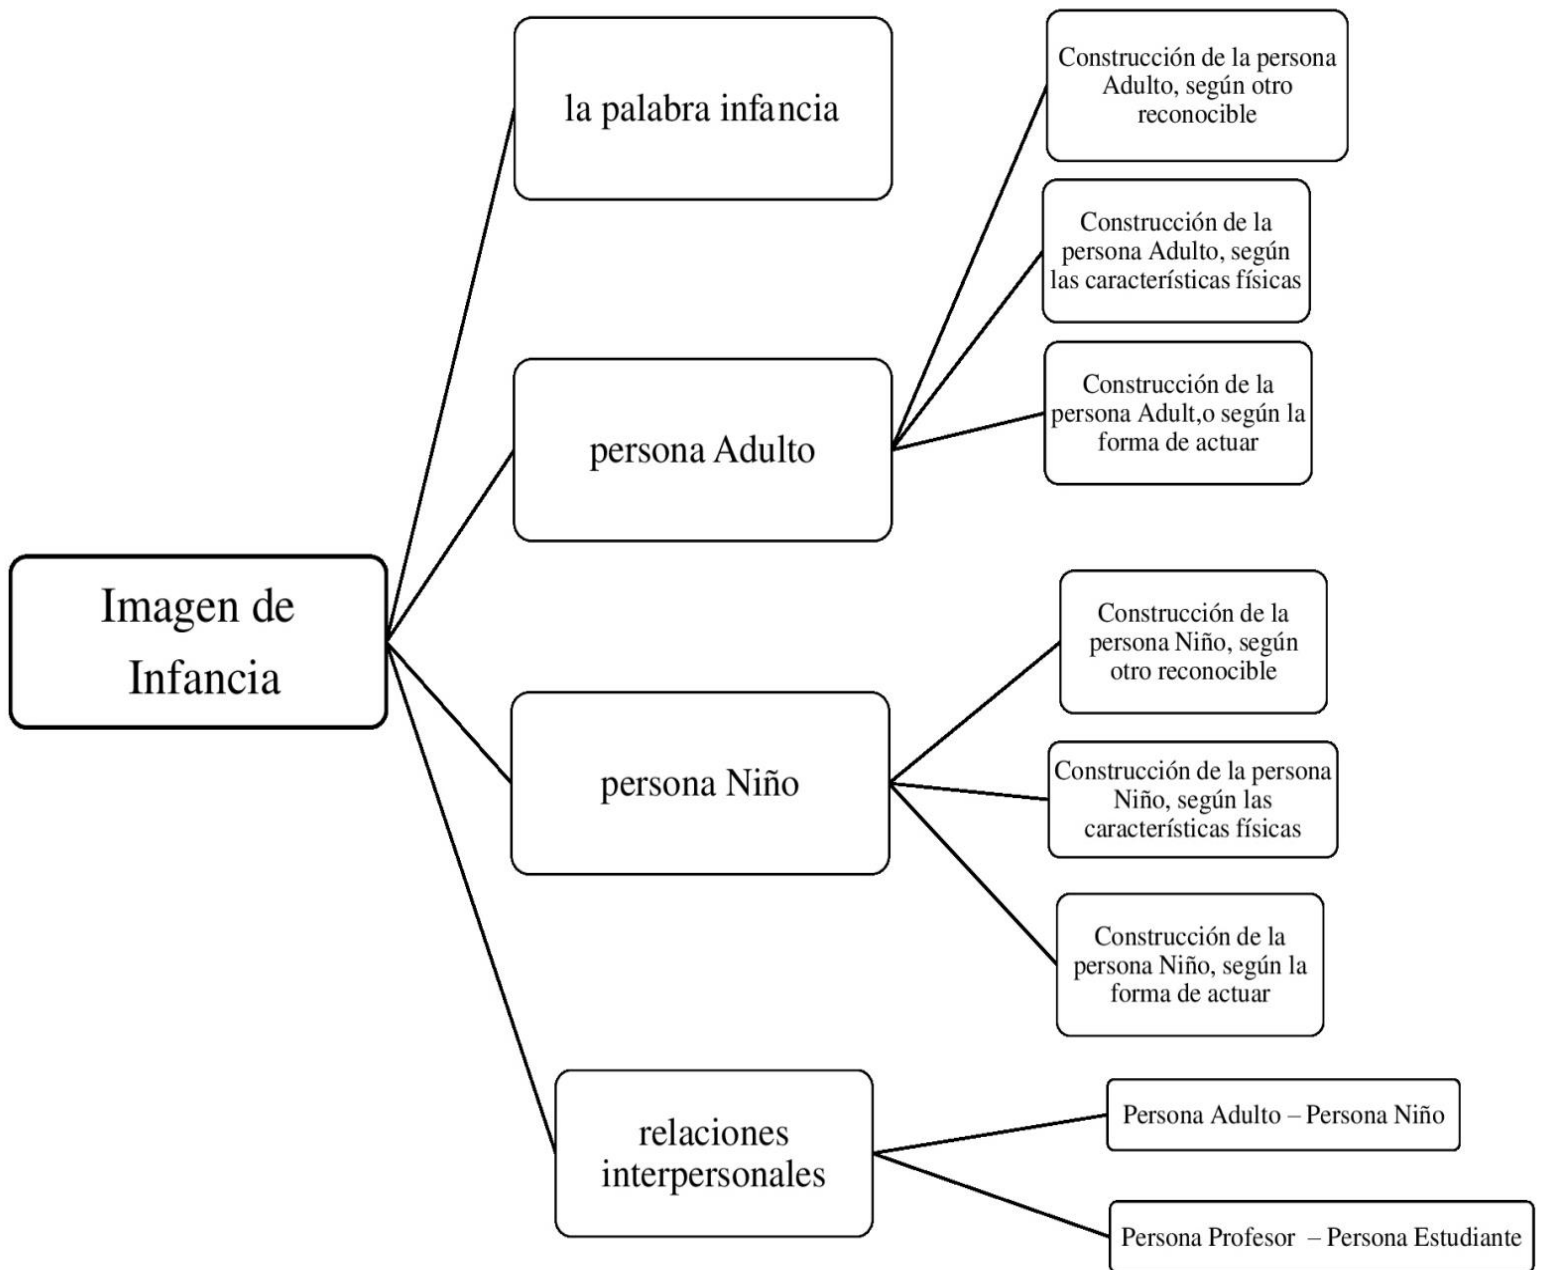 la palabra infancia
Construcción de la persona
Adulto, según otro
reconocible
Construcción de la
persona Adulto, según
las características físicas
persona Adulto
Construcción de la
persona Adult,o según la
forma de actuar
Imagen de
Infancia
persona Niño
Construcción de la
persona Niño, según
otro reconocible
Construcción de la persona
Niño, según las
características físicas
Construcción de la
persona Niño, según la
forma de actuar
relaciones
interpersonales
Persona Adulto – Persona Niño
Persona Profesor – Persona Estudiante